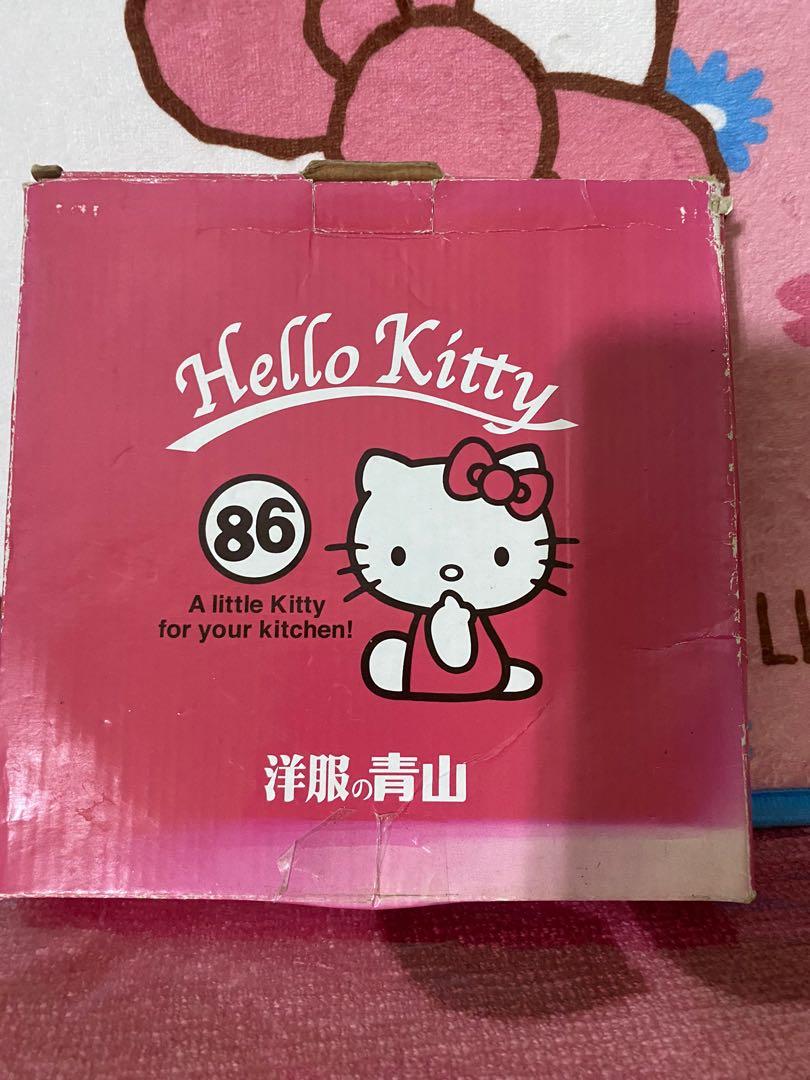 Hello Kitty
86
A little Kitty
for your kitchen!
洋服の青山